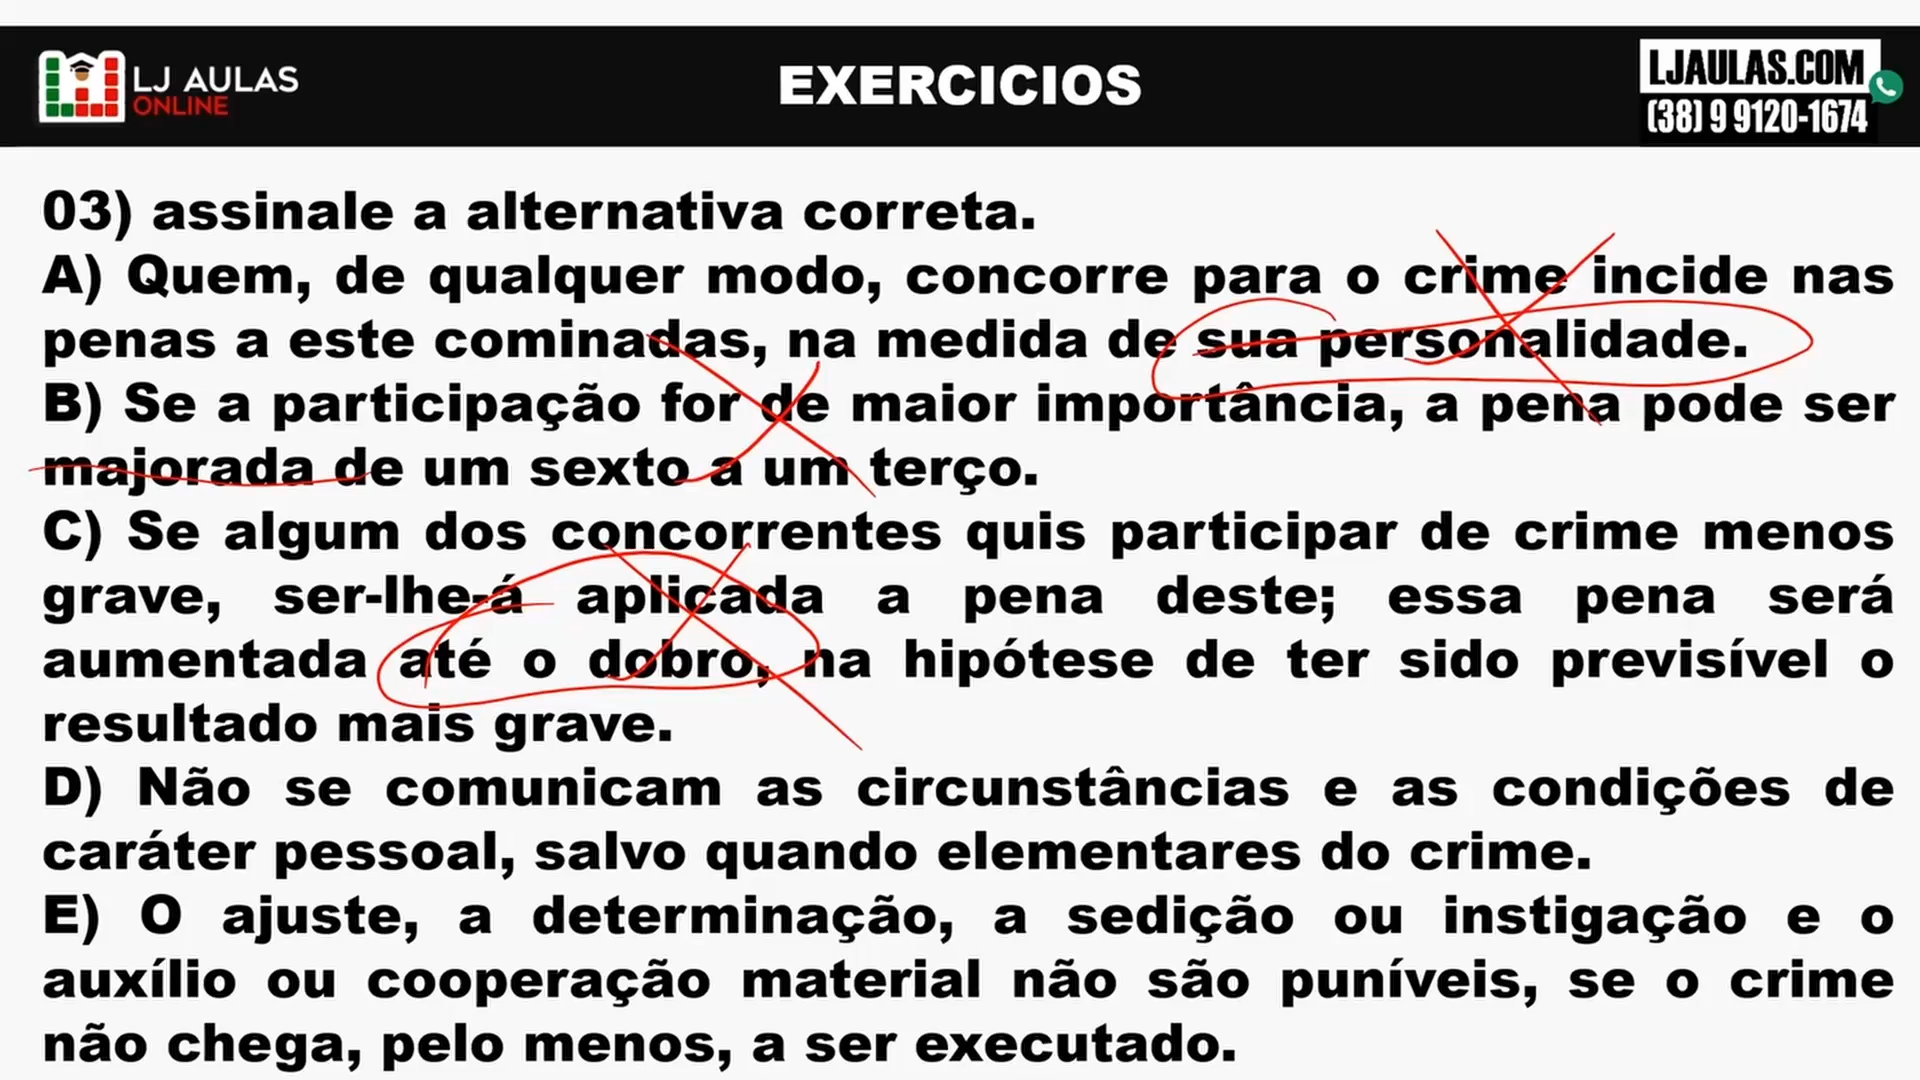 LJ AULAS
ONLINE
EXERCICIOS
LJAULAS.COM
(38) 9 9120-1674
03) assinale a alternativa correta.
A) Quem, de qualquer modo, concorre para o crime incide nas
penas a este cominadas, na medida de sua personalidade.
B) Se a participação for de maior importância, a pena pode ser
majorada de um sexto a um terço.
C) Se algum dos concorrentes quis participar de crime menos
grave, ser-lhe-á aplicada a pena deste; essa pena será
aumentada até o dobro, na hipótese de ter sido previsível o
resultado mais grave.
D) Não se comunicam as circunstâncias e as condições de
caráter pessoal, salvo quando elementares do crime.
E) O ajuste, a determinação, a sedição ou instigação e o
auxílio ou cooperação material não são puníveis, se o crime
não chega, pelo menos, a ser executado.